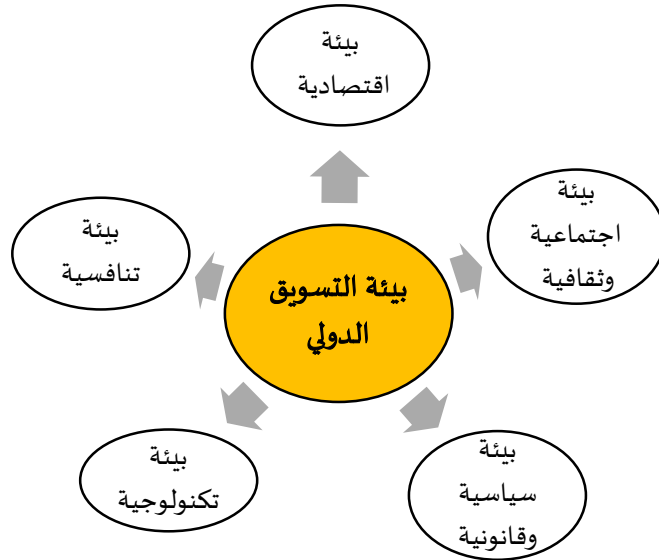 بيئة
اقتصادية
بيئة
اجتماعية
وثقافية
بيئة
تنافسية
بيئة التسويق
الدولي
بيئة
سياسية
وقانونية
بيئة
تكنولوجية